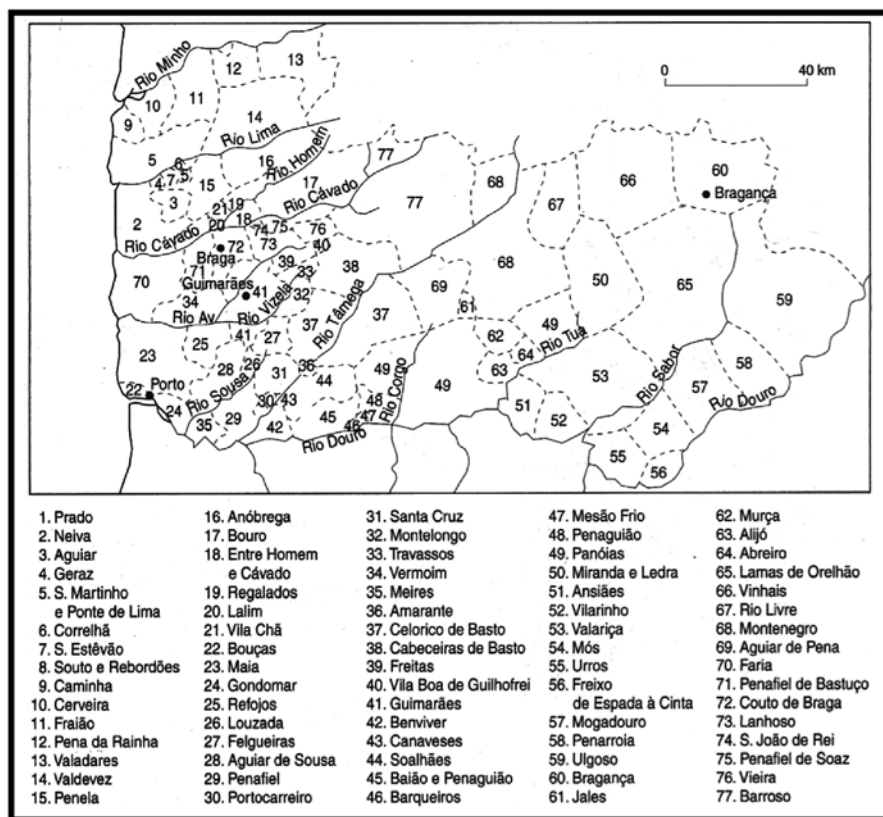 Rio Minho
12
13
0
40 km
10
11
9
14
Rio Lima
5
6
16
Rio Homem
77
4
7
5
15
17
68
66
60
Bragança
3
77
67
21
19
Rio Cávado
2
20
18
Rio Cávado
74
75
76
72
73
40
Braga
39
38
68
71
33
69
50
65
59
70
Guimarães
41
32
61
34
Rio Vizela
Rio Av
37
Rio Tâmega
37
49
41
27
62
23
25
64
Rio Tua
58
26
36
49
63
28
31
44
53
Rio Sabor
57
22
Porto
Rio Sousa
30
43
48
Rio Corgo
49
51
Rio Douro
24
29
45
47
52
54
35
42
46
Rio Douro
55
56
1. Prado
2. Neiva
3. Aguiar
4. Geraz
5. S. Martinho
e Ponte de Lima
6. Correlhã
7. S. Estêvão
8. Souto e Rebordões
9. Caminha
10. Cerveira
11. Fraião
12. Pena da Rainha
13. Valadares
14. Valdevez
15. Penela
16. Anóbrega
17. Bouro
18. Entre Homem
e Cávado
19. Regalados
20. Lalim
21. Vila Chã
22. Bouças
23. Maia
24. Gondomar
25. Refojos
26. Louzada
27. Felgueiras
28. Aguiar de Sousa
29. Penafiel
30. Portocarreiro
31. Santa Cruz
32. Montelongo
33. Travassos
34. Vermoim
35. Meires
36. Amarante
37. Celorico de Basto
38. Cabeceiras de Basto
39. Freitas
40. Vila Boa de Guilhofrei
41. Guimarães
42. Benviver
43. Canaveses
44. Soalhães
45. Baião e Penaguião
46. Barqueiros
47. Mesão Frio
48. Penaguião
49. Panóias
50. Miranda e Ledra
51. Ansiães
52. Vilarinho
53. Valariça
54. Mós
55. Urros
56. Freixo
de Espada à Cinta
57. Mogadouro
58. Penarroia
59. Ulgoso
60. Bragança
61. Jales
62. Murça
63. Alijó
64. Abreiro
65. Lamas de Orelhão
66. Vinhais
67. Rio Livre
68. Montenegro
69. Aguiar de Pena
70. Faria
71. Penafiel de Bastuço
72. Couto de Braga
73. Lanhoso
74. S. João de Rei
75. Penafiel de Soaz
76. Vieira
77. Barroso